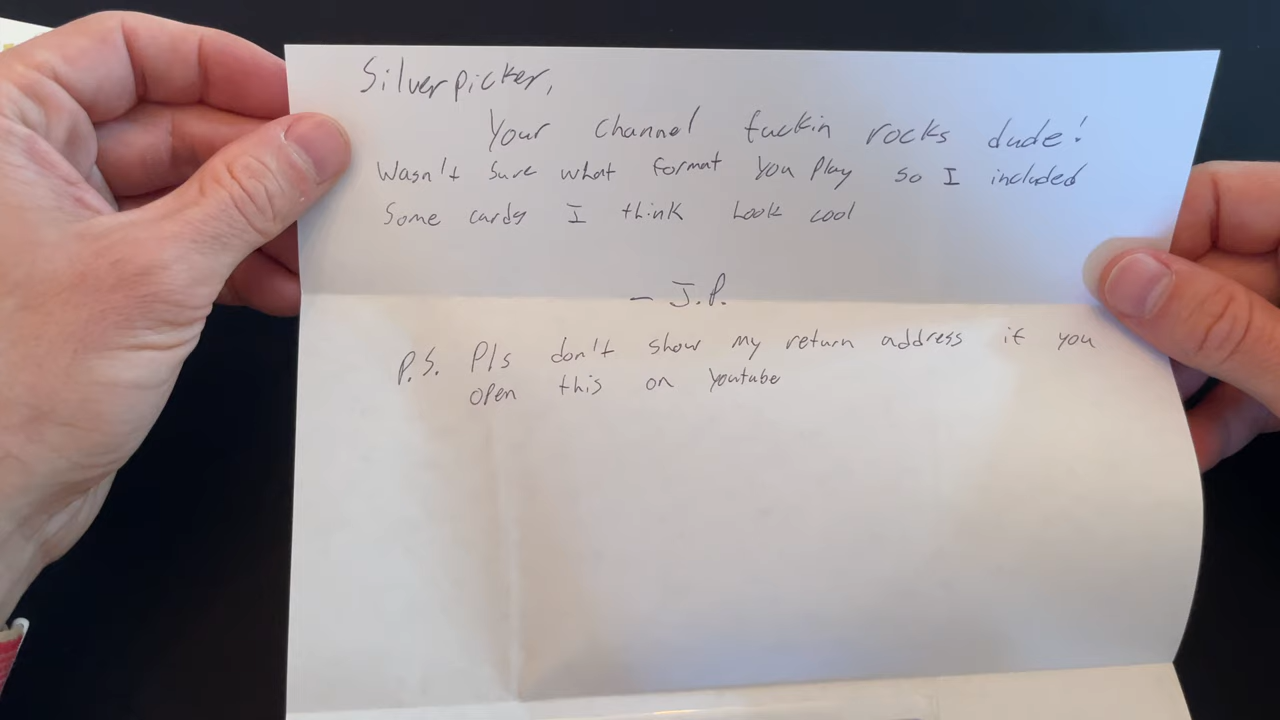 Silverpicker,
Your channel fuckin rocks dude!
Wasn't sure what format you play so I included
some cards I think look cool
- J.P.
P.S. Pls don't show my return address if you
open this on Youtube